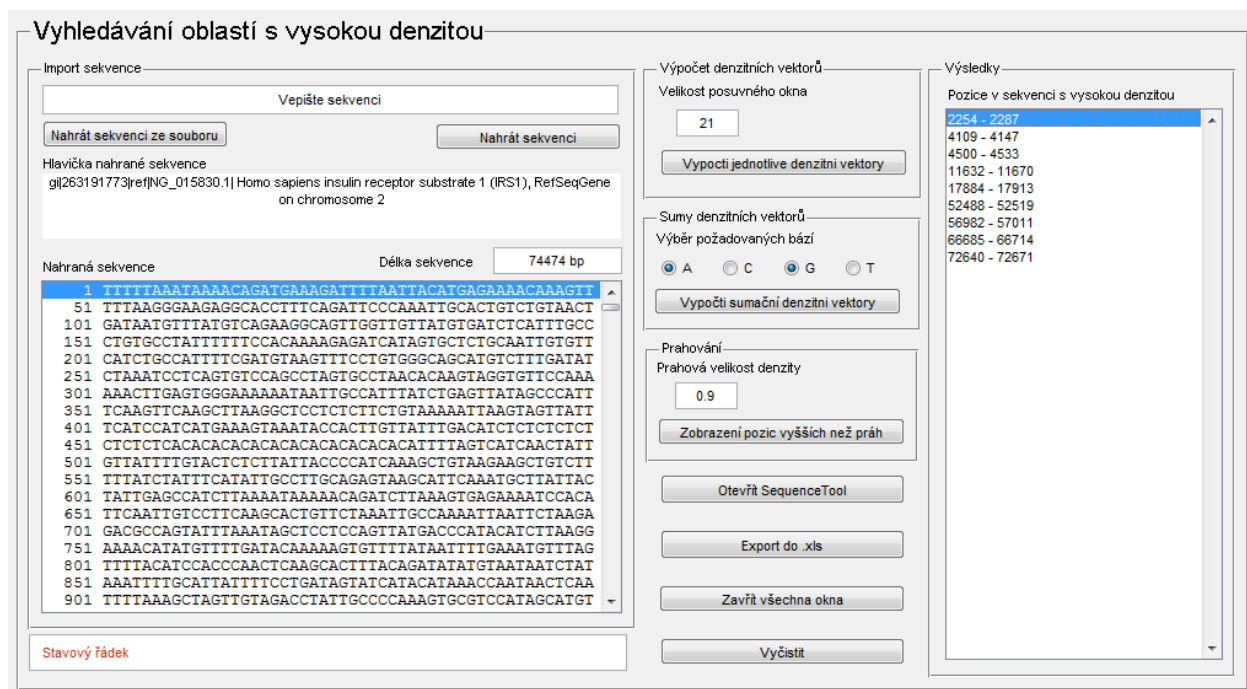 Vyhledávání oblastí s vysokou denzitou
Import sekvence
Vepište sekvenci
Nahrát sekvenci ze souboru
Nahrát sekvenci
Hlavička nahrané sekvence
gi|263191773|ref|NG_015830.1| Homo sapiens insulin receptor substrate 1 (IRS1), RefSeqGene
on chromosome 2
Nahraná sekvence
Délka sekvence
74474 bp
1 TTTTTAAATAAAACAGATGAAAGATTTTAATTACATGAGAAAACAAAGTT
51 TTTAAGGGAAGAGGCACCTTTCAGATTCCCAAATTGCACTGTCTGTAACT
101 GATAATGTTTATGTCAGAAGGCAGTTGGTTGTTATGTGATCTCATTTGCC
151 CTGTGCCTATTTTTTCCACAAAAGAGATCATAGTGCTCTGCAATTGTGTT
201 CATCTGCCATTTTCGATGTAAGTTTCCTGTGGGCAGCATGTCTTTGATAT
251 CTAAATCCTCAGTGTCCAGCCTAGTGCCTAACACAAGTAGGTGTTCCAAA
301 AAACTTGAGTGGGAAAAAATAATTGCCATTTATCTGAGTTATAGCCCATT
351 TCAAGTTCAAGCTTAAGGCTCCTCTCTTCTGTAAAAATTAAGTAGTTATT
401 TCATCCATCATGAAAGTAAATACCACTTGTTATTTGACATCTCTCTCTCT
451 CTCTCTCACACACACACACACACACACACACATTTTAGTCATCAACTATT
501 GTTATTTTGTACTCTCTTATTACCCCATCAAAGCTGTAAGAAGCTGTCTT
551 TTTATCTATTTCATATTGCCTTGCAGAGTAAGCATTCAAATGCTTATTAC
601 TATTGAGCCATCTTAAAATAAAAACAGATCTTAAAGTGAGAAAATCCACA
651 TTCAATTGTCCTTCAAGCACTGTTCTAAATTGCCAAAATTAATTCTAAGA
701 GACGCCAGTATTTAAATAGCTCCTCCAGTTATGACCCATACATCTTAAGG
751 AAAACATATGTTTTGATACAAAAAGTGTTTTATAATTTTGAAATGTTTAG
801 TTTTACATCCACCCAACTCAAGCACTTTACAGATATATGTAATAATCTAT
851 AAATTTTGCATTATTTTCCTGATAGTATCATACATAAACCAATAACTCAA
901 TTTTAAAGCTAGTTGTAGACCTATTGCCCCAAAGTGCGTCCATAGCATGT
Stavový řádek
Výpočet denzitních vektorů
Velikost posuvného okna
21
Vypocti jednotlive denzitni vektory
Sumy denzitních vektorů
Výběr požadovaných bází
A C G T
Vypočti sumační denzitni vektory
Prahování
Prahová velikost denzity
0.9
Zobrazení pozic vyšších než práh
Otevřít SequenceTool
Export do .xls
Zavřít všechna okna
Vyčistit
Výsledky
Pozice v sekvenci s vysokou denzitou
2254 - 2287
4109 - 4147
4500 - 4533
11632 - 11670
17884 - 17913
52488 - 52519
56982 - 57011
66685 - 66714
72640 - 72671